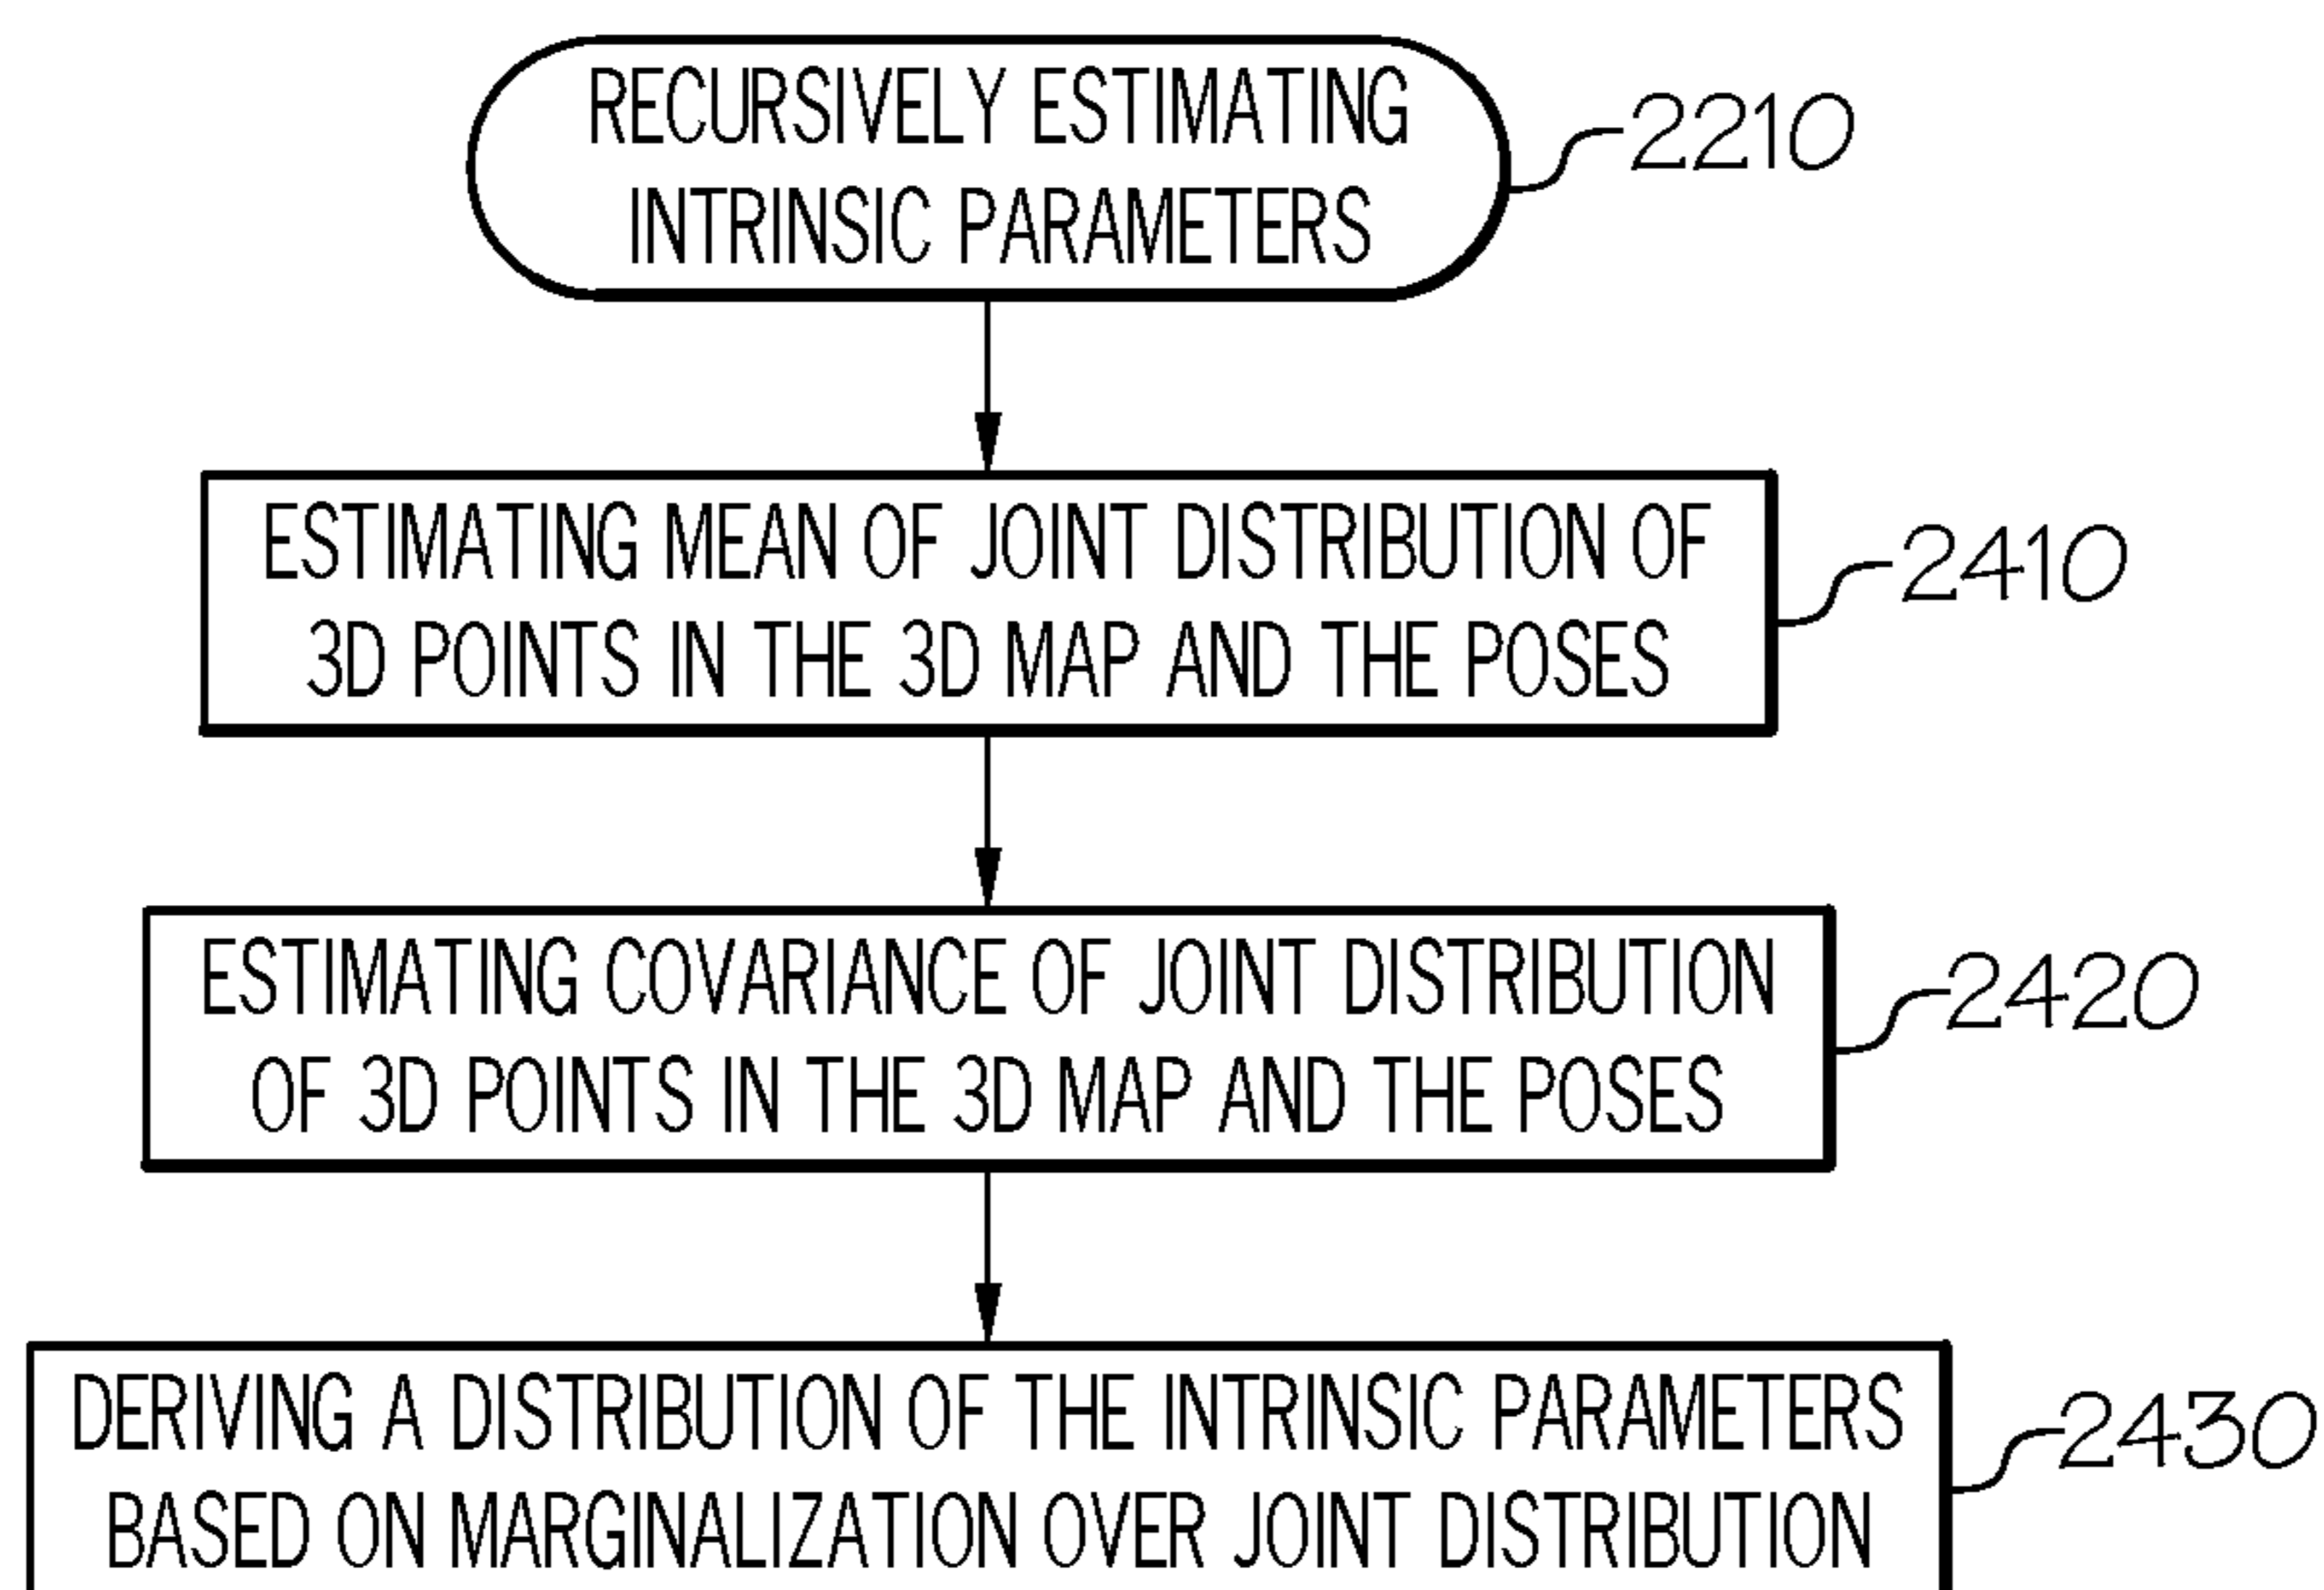 RECURSIVELY ESTIMATING
INTRINSIC PARAMETERS
2210
ESTIMATING MEAN OF JOINT DISTRIBUTION OF
3D POINTS IN THE 3D MAP AND THE POSES
2410
ESTIMATING COVARIANCE OF JOINT DISTRIBUTION
OF 3D POINTS IN THE 3D MAP AND THE POSES
2420
DERIVING A DISTRIBUTION OF THE INTRINSIC PARAMETERS
BASED ON MARGINALIZATION OVER JOINT DISTRIBUTION
2430